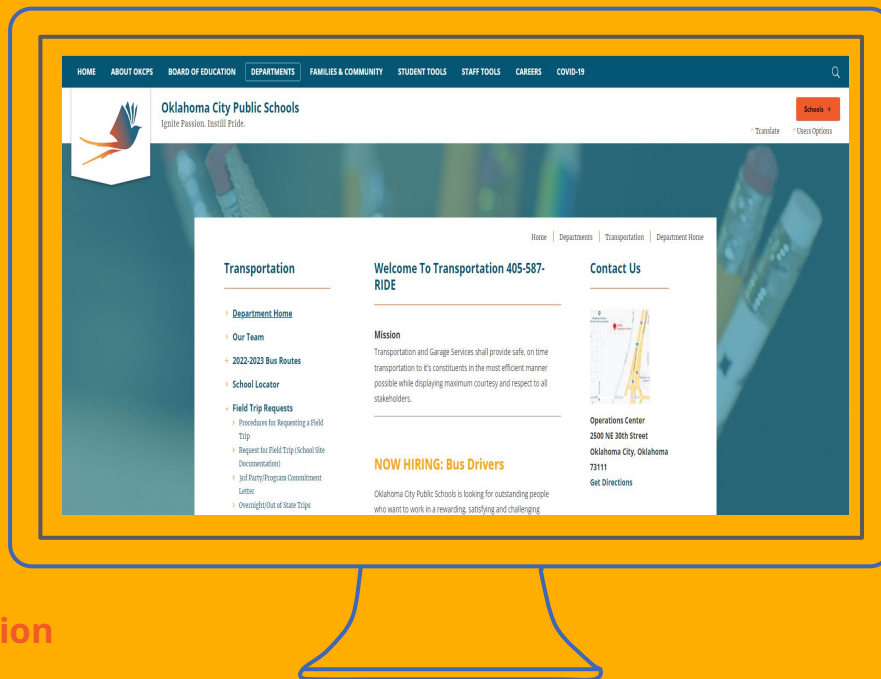 HOME ABOUT OKCPS BOARD OF EDUCATION DEPARTMENTS FAMILIES & COMMUNITY STUDENT TOOLS STAFF TOOLS CAREERS COVID-19
Oklahoma City Public Schools
Ignite Passion. Instill Pride.
Schools +
Translate Users Options
Home | Departments | Transportation | Department Home
Transportation
Department Home
Our Team
2022-2023 Bus Routes
School Locator
Field Trip Requests
Procedures for Requesting a Field
Trip
Request for Field Trip (School Site
Documentation)
3rd Party/Program Commitment
Letter
Overnight/Out of State Trips
Welcome To Transportation 405-587-
RIDE
Mission
Transportation and Garage Services shall provide safe, on time
transportation to it's constituents in the most efficient manner
possible while displaying maximum courtesy and respect to all
stakeholders.
NOW HIRING: Bus Drivers
Oklahoma City Public Schools is looking for outstanding people
who want to work in a rewarding, satisfying and challenging
Contact Us
Operations Center
2500 NE 30th Street
Oklahoma City, Oklahoma
73111
Get Directions
ion